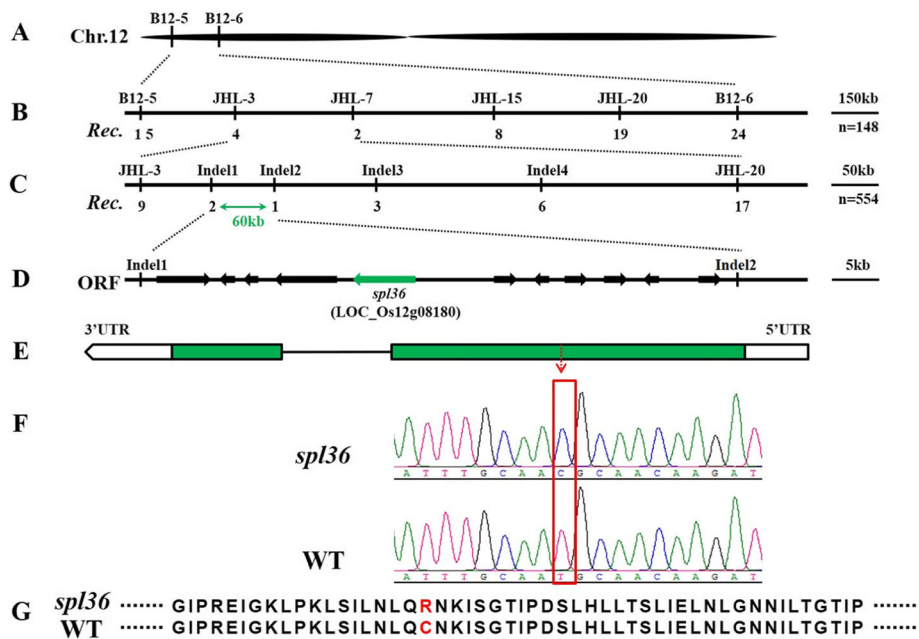 A
Chr.12
B12-5 B12-6
B
B12-5 JHL-3 JHL-7 JHL-15 JHL-20 B12-6 150kb
Rec. 15 4 2 8 19 24 n=148
C
JHL-3 Indel1 Indel2 Indel3 Indel4 JHL-20 50kb
Rec. 9 2 1 3 6 17 n=554
60kb
D
ORF
Indel1 Indel2 5kb
spl36
(LOC_Os12g08180)
3'UTR 5'UTR
E
F
spl36
A T T T G C A A C G C A A C A A G A T
WT
A T T T G C A A T G C A A C A A G A T
G
spl36 ······ GIPREIGKLPKLSILNLQRNKISGTIPDSLHLLTSLIELNLGNNILTGTIP ······
WT ······ GIPREIGKLPKLSILNLQCNKISGTIPDSLHLLTSLIELNLGNNILTGTIP ······